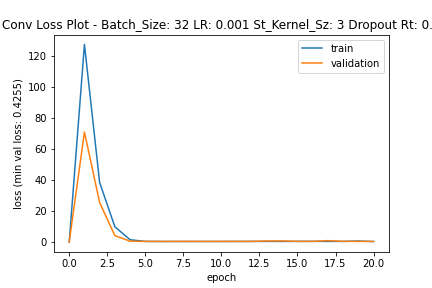 Conv Loss Plot - Batch_Size: 32 LR: 0.001 St_Kernel_Sz: 3 Dropout Rt: 0.
train
validation
120
100
80
60
40
20
0
loss (min val loss: 0.4255)
0.0 2.5 5.0 7.5 10.0 12.5 15.0 17.5 20.0
epoch